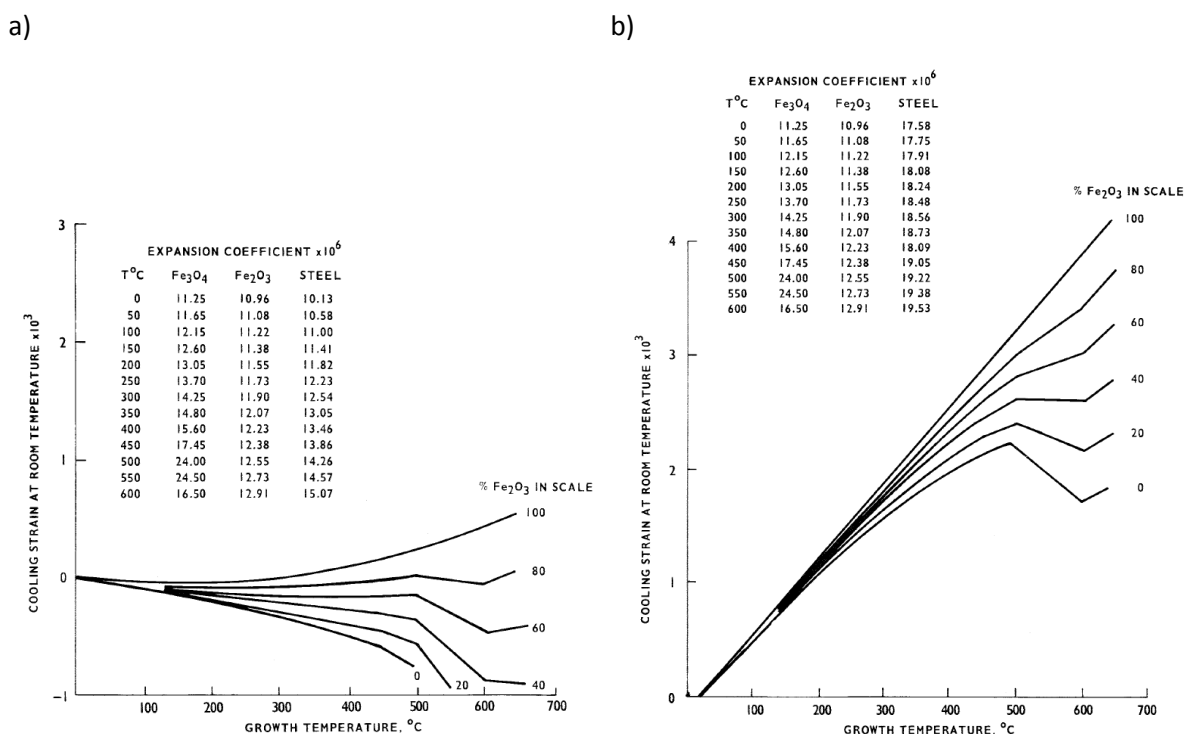 a)
EXPANSION COEFFICIENT x10⁶
T°C Fe₃O₄ Fe₂O₃ STEEL
0 11.25 10.96 10.13
50 11.65 11.08 10.58
100 12.15 11.22 11.00
150 12.60 11.38 11.41
200 13.05 11.55 11.82
250 13.70 11.73 12.23
300 14.25 11.90 12.54
350 14.80 12.07 13.05
400 15.60 12.23 13.46
450 17.45 12.38 13.86
500 24.00 12.55 14.26
550 24.50 12.73 14.57
600 16.50 12.91 15.07
% Fe₂O₃ IN SCALE
100
80
60
40
20
0
COOLING STRAIN AT ROOM TEMPERATURE x10³
3
2
1
0
-1
100 200 300 400 500 600 700
GROWTH TEMPERATURE, °C
b)
EXPANSION COEFFICIENT x10⁶
T°C Fe₃O₄ Fe₂O₃ STEEL
0 11.25 10.96 17.58
50 11.65 11.08 17.75
100 12.15 11.22 17.91
150 12.60 11.38 18.08
200 13.05 11.55 18.24
250 13.70 11.73 18.48
300 14.25 11.90 18.56
350 14.80 12.07 18.73
400 15.60 12.23 18.09
450 17.45 12.38 19.05
500 24.00 12.55 19.22
550 24.50 12.73 19.38
600 16.50 12.91 19.53
% Fe₂O₃ IN SCALE
100
80
60
40
20
0
COOLING STRAIN AT ROOM TEMPERATURE x10³
4
3
2
1
0
100 200 300 400 500 600 700
GROWTH TEMPERATURE, °C